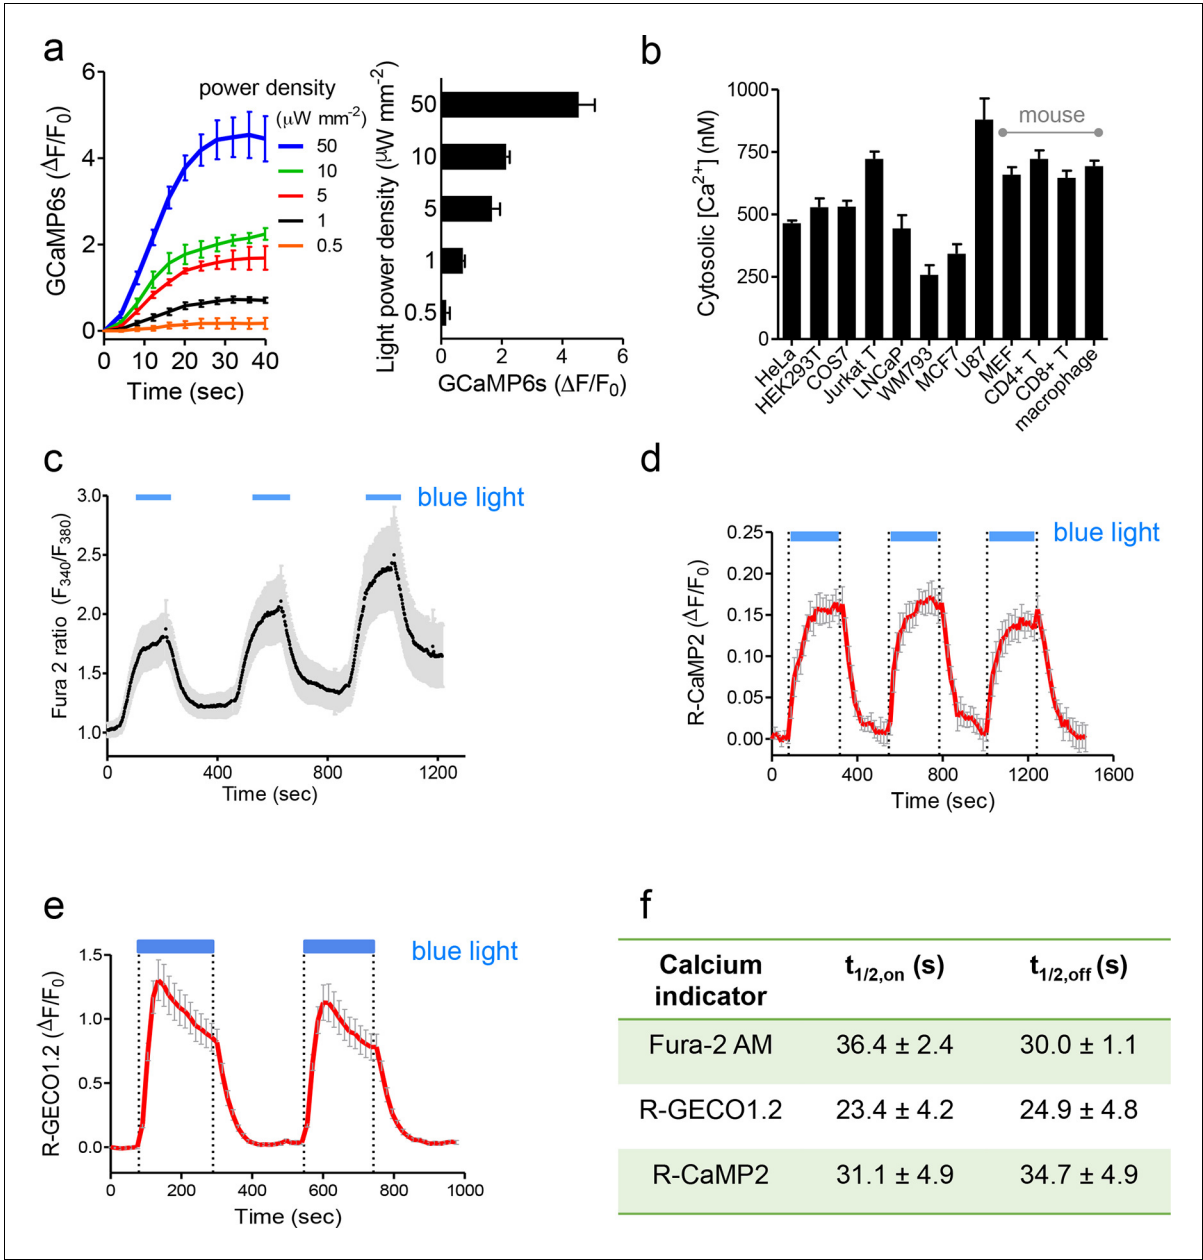 a
6
4
2
0
0
10
20
30
40
GCaMP6s (ΔF/F0)
Time (sec)
power density
(μW mm-2)
50
10
5
1
0.5
Light power density (μW mm-2)
50
10
5
1
0.5
0
2
4
6
GCaMP6s (ΔF/F0)
b
Cytosolic [Ca2+] (nM)
1000
750
500
250
0
mouse
HeLa
HEK293T
COS7
Jurkat T
LNCaP
WM793
MCF7
U87
MEF
CD4+ T
CD8+ T
macrophage
c
Fura 2 ratio (F340/F380)
3.0
2.5
2.0
1.5
1.0
0
400
800
1200
Time (sec)
blue light
d
R-CaMP2 (ΔF/F0)
0.25
0.20
0.15
0.10
0.05
0.00
0
400
800
1200
1600
Time (sec)
blue light
e
R-GECO1.2 (ΔF/F0)
1.5
1.0
0.5
0.0
0
200
400
600
800
1000
Time (sec)
blue light
f
Calcium indicator t1/2,on (s) t1/2,off (s)
Fura-2 AM 36.4 ± 2.4 30.0 ± 1.1
R-GECO1.2 23.4 ± 4.2 24.9 ± 4.8
R-CaMP2 31.1 ± 4.9 34.7 ± 4.9